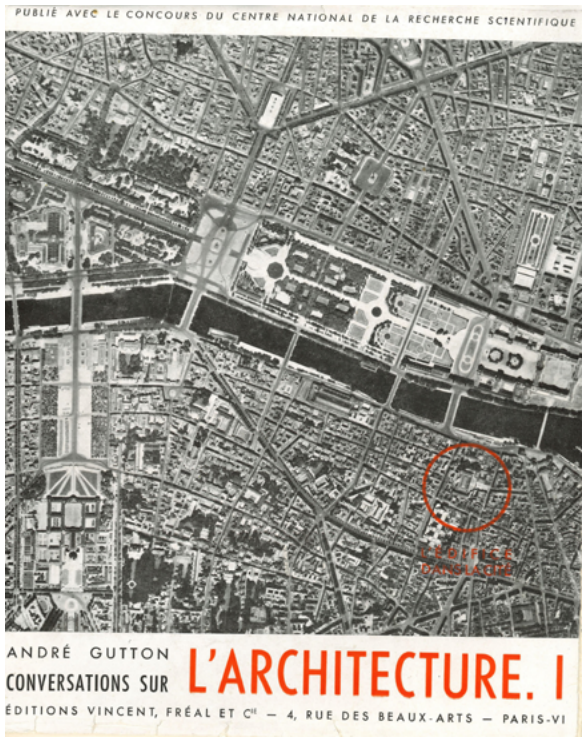 PUBLIÉ AVEC LE CONCOURS DU CENTRE NATIONAL DE LA RECHERCHE SCIENTIFIQUE
L'ÉDIFICE
DANS LA CITÉ
ANDRÉ GUTTON
CONVERSATIONS SUR
L'ARCHITECTURE. I
ÉDITIONS VINCENT, FRÉAL ET Cⁱᵉ — 4, RUE DES BEAUX-ARTS — PARIS-VI